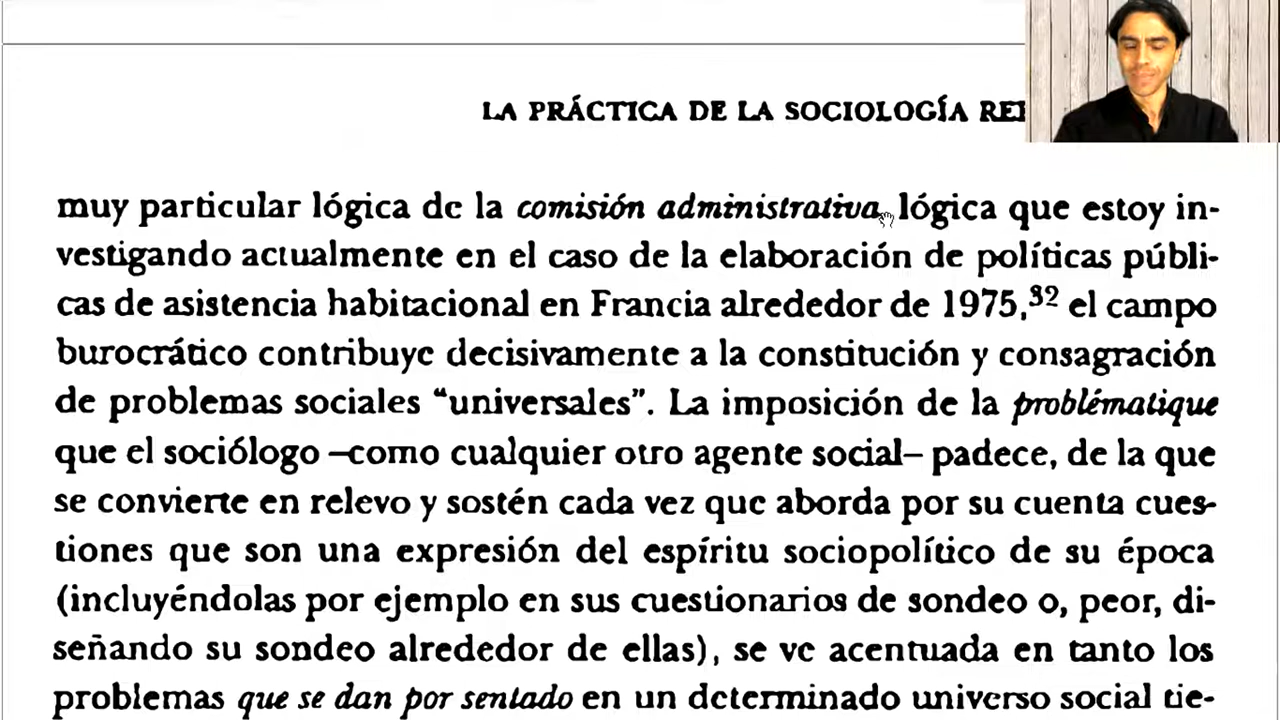 LA PRÁCTICA DE LA SOCIOLOGÍA
muy particular lógica de la comisión administrativa, lógica que estoy in-
vestigando actualmente en el caso de la elaboración de políticas públi-
cas de asistencia habitacional en Francia alrededor de 1975,³² el campo
burocrático contribuye decisivamente a la constitución y consagración
de problemas sociales “universales”. La imposición de la problématique
que el sociólogo –como cualquier otro agente social– padece, de la que
se convierte en relevo y sostén cada vez que aborda por su cuenta cues-
tiones que son una expresión del espíritu sociopolítico de su época
(incluyéndolas por ejemplo en sus cuestionarios de sondeo o, peor, di-
señando su sondeo alrededor de ellas), se ve acentuada en tanto los
problemas que se dan por sentado en un determinado universo social tie-